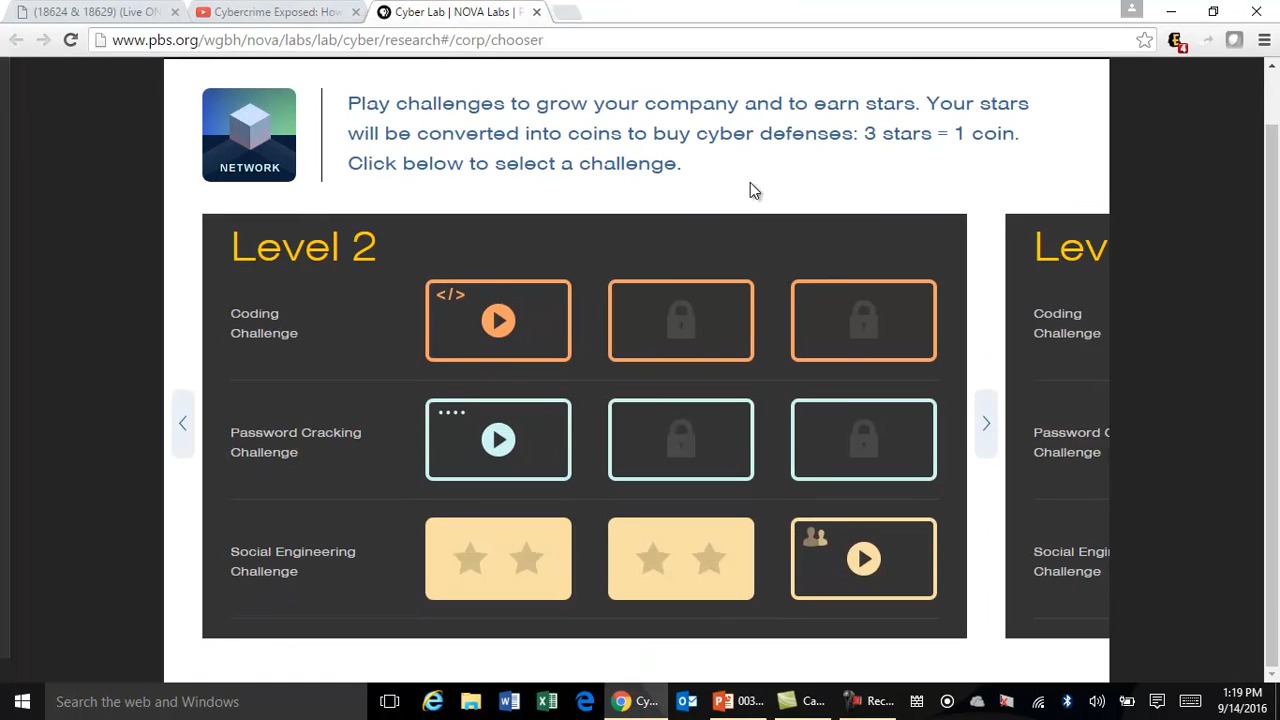 (18624 & 18629) (Live ON
Cybercrime Exposed: How
Cyber Lab | NOVA Labs | P
www.pbs.org/wgbh/nova/labs/lab/cyber/research#/corp/chooser
4
NETWORK
Play challenges to grow your company and to earn stars. Your stars
will be converted into coins to buy cyber defenses: 3 stars = 1 coin.
Click below to select a challenge.
Level 2
Coding
Challenge
</>
Password Cracking
Challenge
Social Engineering
Challenge
Lev
Coding
Challenge
Password C
Challenge
Social Engi
Challenge
Search the web and Windows
Cy...
003...
Ca...
Rec...
1:19 PM
9/14/2016